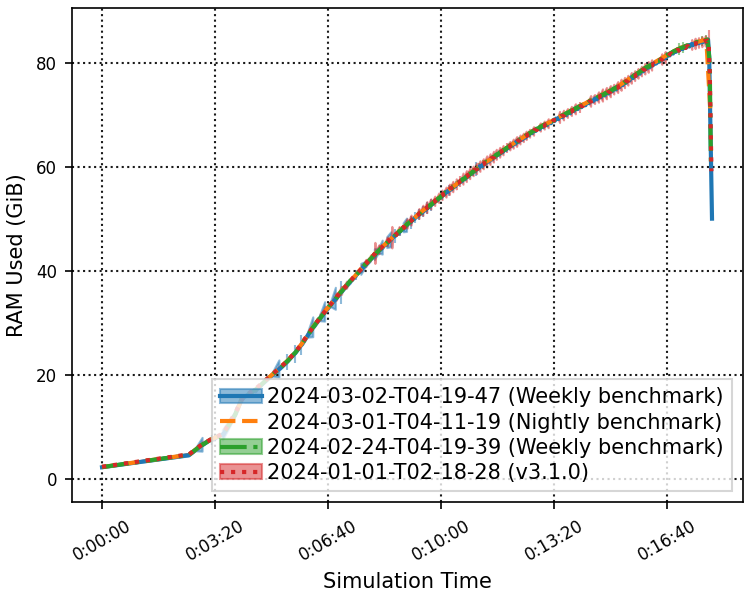 80
60
40
20
0
RAM Used (GiB)
2024-03-02-T04-19-47 (Weekly benchmark)
2024-03-01-T04-11-19 (Nightly benchmark)
2024-02-24-T04-19-39 (Weekly benchmark)
2024-01-01-T02-18-28 (v3.1.0)
0:00:00
0:03:20
0:06:40
0:10:00
0:13:20
0:16:40
Simulation Time